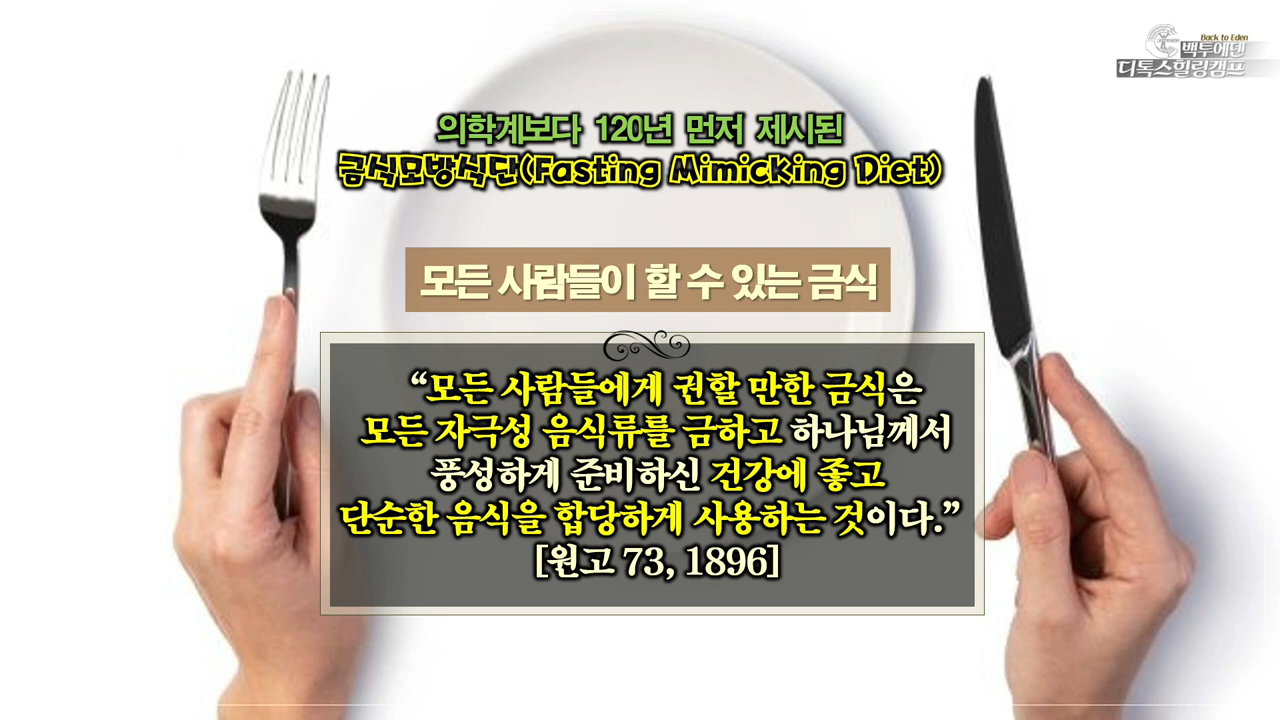 Back to Eden
백투에덴
디톡스힐링캠프
의학계보다 120년 먼저 제시된
금식모방식단(Fasting Mimicking Diet)
모든 사람들이 할 수 있는 금식
“모든 사람들에게 권할 만한 금식은
모든 자극성 음식류를 금하고 하나님께서
풍성하게 준비하신 건강에 좋고
단순한 음식을 합당하게 사용하는 것이다.”
[원고 73, 1896]